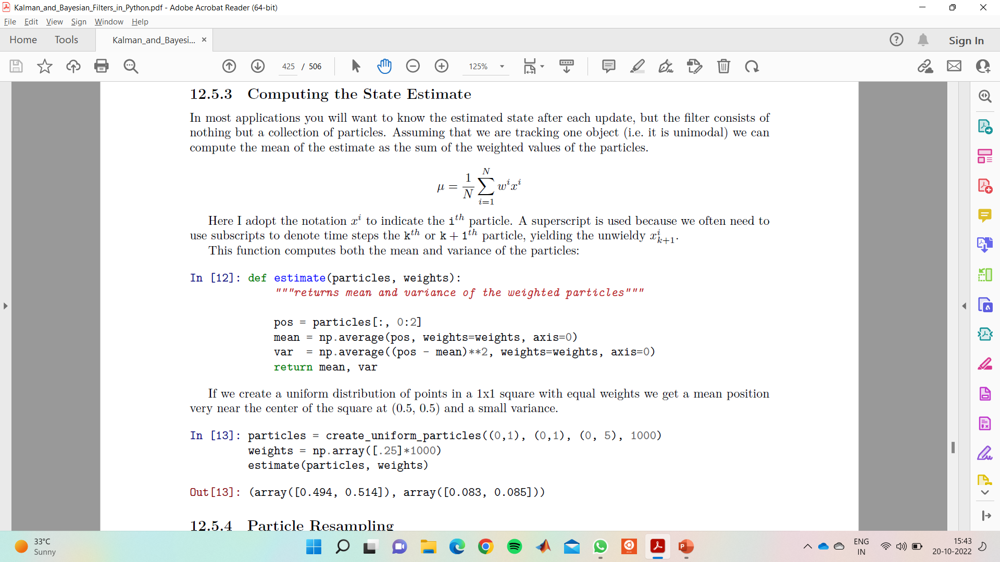 Kalman_and_Bayesian_Filters_in_Python.pdf - Adobe Acrobat Reader (64-bit)
File Edit View Sign Window Help
Home Tools Kalman_and_Bayesi... × Sign In
425 / 506 125%
12.5.3 Computing the State Estimate
In most applications you will want to know the estimated state after each update, but the filter consists of
nothing but a collection of particles. Assuming that we are tracking one object (i.e. it is unimodal) we can
compute the mean of the estimate as the sum of the weighted values of the particles.
μ = 1/N ∑_{i=1}^{N} w^i x^i
Here I adopt the notation x^i to indicate the i^th particle. A superscript is used because we often need to
use subscripts to denote time steps the k^th or k + 1^th particle, yielding the unwieldy x^i_{k+1}.
This function computes both the mean and variance of the particles:
In [12]: def estimate(particles, weights):
"""returns mean and variance of the weighted particles"""
pos = particles[:, 0:2]
mean = np.average(pos, weights=weights, axis=0)
var = np.average((pos - mean)**2, weights=weights, axis=0)
return mean, var
If we create a uniform distribution of points in a 1x1 square with equal weights we get a mean position
very near the center of the square at (0.5, 0.5) and a small variance.
In [13]: particles = create_uniform_particles((0,1), (0,1), (0, 5), 1000)
weights = np.array([.25]*1000)
estimate(particles, weights)
Out[13]: (array([0.494, 0.514]), array([0.083, 0.085]))
12.5.4 Particle Resampling
33°C
Sunny
ENG
IN
15:43
20-10-2022